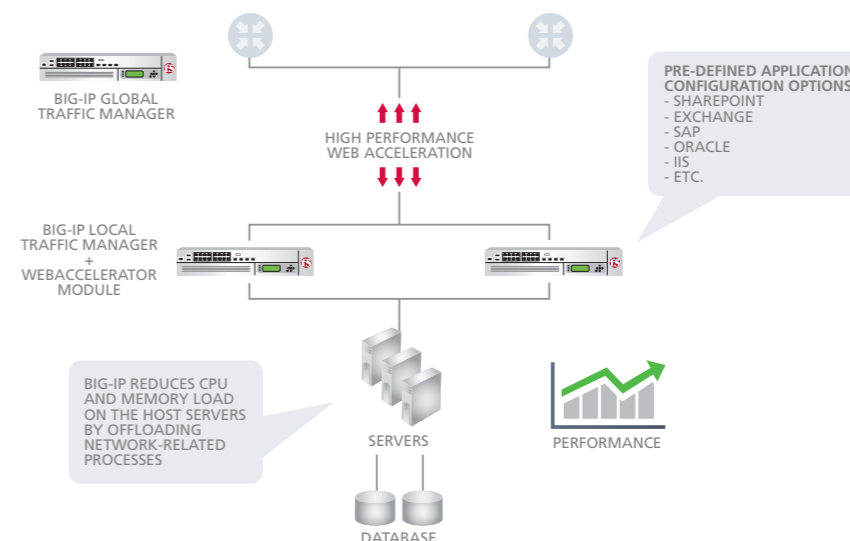 BIG-IP GLOBAL
TRAFFIC MANAGER
HIGH PERFORMANCE
WEB ACCELERATION
PRE-DEFINED APPLICATION
CONFIGURATION OPTIONS
- SHAREPOINT
- EXCHANGE
- SAP
- ORACLE
- IIS
- ETC.
BIG-IP LOCAL
TRAFFIC MANAGER
+
WEBACCELERATOR
MODULE
BIG-IP REDUCES CPU
AND MEMORY LOAD
ON THE HOST SERVERS
BY OFFLOADING
NETWORK-RELATED
PROCESSES
SERVERS
PERFORMANCE
DATABASE